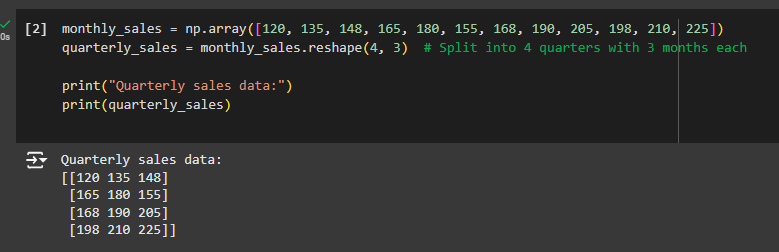 [2] monthly_sales = np.array([120, 135, 148, 165, 180, 155, 168, 190, 205, 198, 210, 225])
quarterly_sales = monthly_sales.reshape(4, 3)  # Split into 4 quarters with 3 months each
print("Quarterly sales data:")
print(quarterly_sales)
0s
Quarterly sales data:
[[120 135 148]
 [165 180 155]
 [168 190 205]
 [198 210 225]]